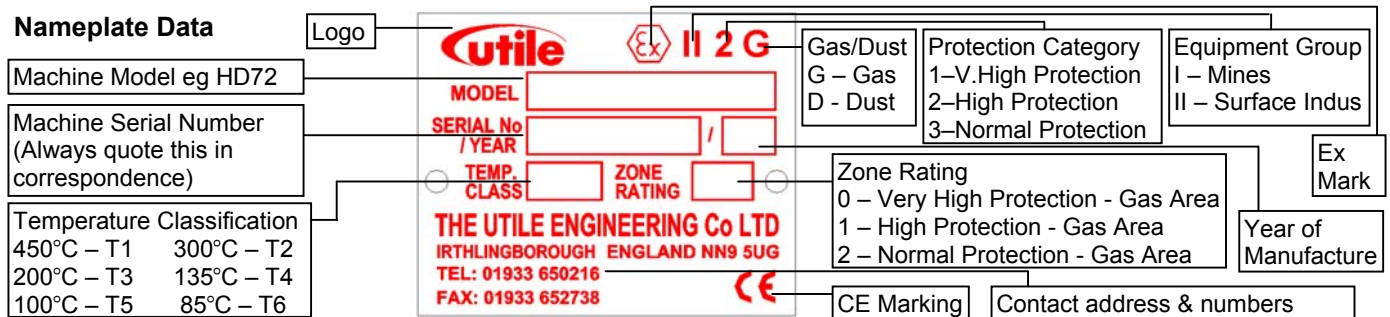 Nameplate Data
Logo
Machine Model eg HD72
Machine Serial Number
(Always quote this in
correspondence)
Temperature Classification
450°C – T1 300°C – T2
200°C – T3 135°C – T4
100°C – T5 85°C – T6
utile Ex II 2 G
MODEL
SERIAL No
/ YEAR /
TEMP.
CLASS
ZONE
RATING
THE UTILE ENGINEERING Co LTD
IRTHLINGBOROUGH ENGLAND NN9 5UG
TEL: 01933 650216
FAX: 01933 652738
CE
Gas/Dust
G – Gas
D - Dust
Protection Category
1–V.High Protection
2–High Protection
3–Normal Protection
Equipment Group
I – Mines
II – Surface Indus
Ex
Mark
Zone Rating
0 – Very High Protection - Gas Area
1 – High Protection - Gas Area
2 – Normal Protection - Gas Area
Year of
Manufacture
CE Marking
Contact address & numbers